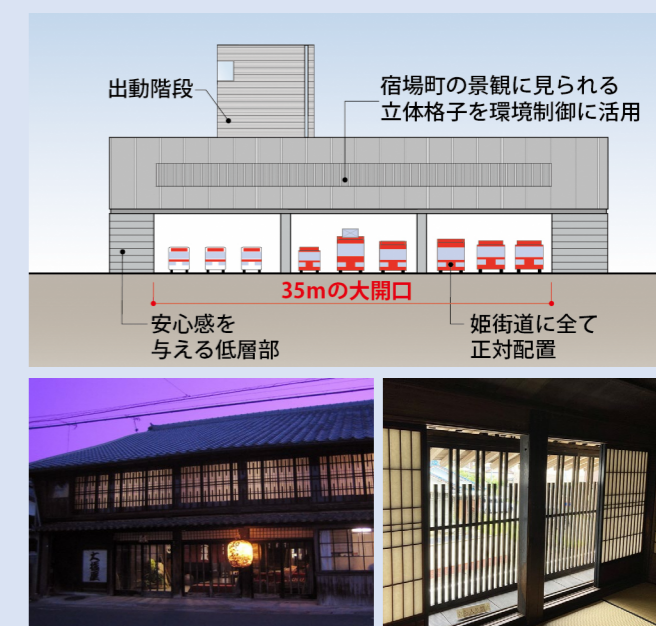 出動階段
宿場町の景観に見られる
立体格子を環境制御に活用
35mの大開口
安心感を
与える低層部
姫街道に全て
正対配置